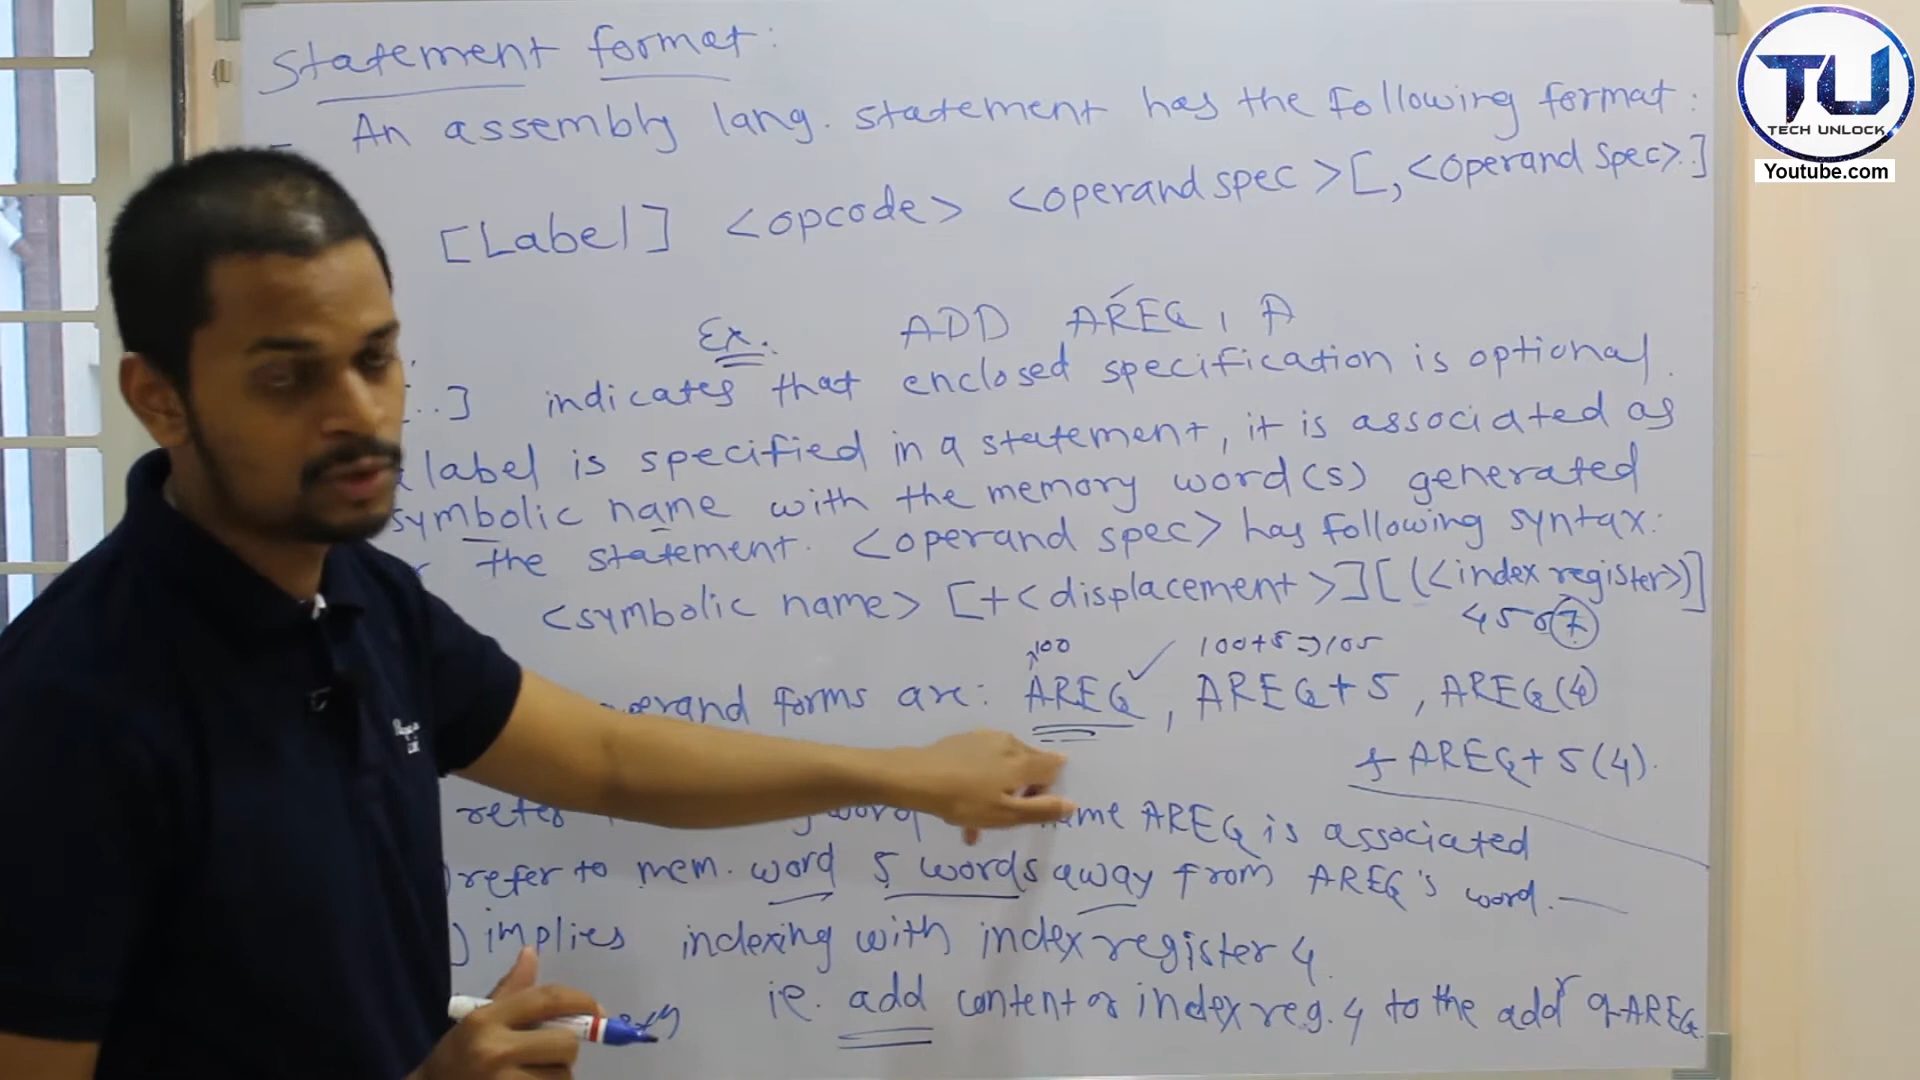 Statement format:
TU
TECH UNLOCK
Youtube.com
- An assembly lang. statement has the following format:
[Label] <opcode> <operand spec>[,<operand spec>..]
Ex. ADD AREG, A
[..] indicates that enclosed specification is optional.
label is specified in a statement, it is associated as
symbolic name with the memory word(s) generated
the statement. <operand spec> has following syntax:
<symbolic name> [+<displacement>][(<index register>)]
100 100+5=>105
AREG, AREG+5, AREG(4)
forms are:
& AREG+5(4).
refer AREG is associated
) refer to mem. word 5 words away from AREG's word.
) implies indexing with index register 4.
ie. add content of index reg. 4 to the addr of AREG